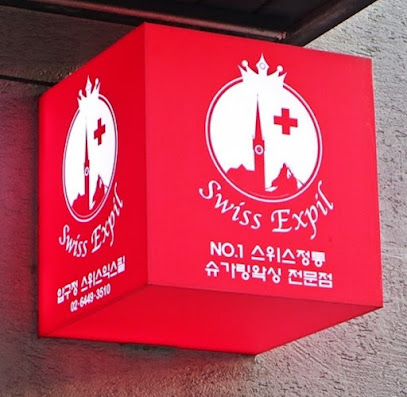 Swiss Expil
압구정 스위스익스필
02-6449-3510
Swiss Expil
NO.1 스위스정통
슈가링왁싱 전문점